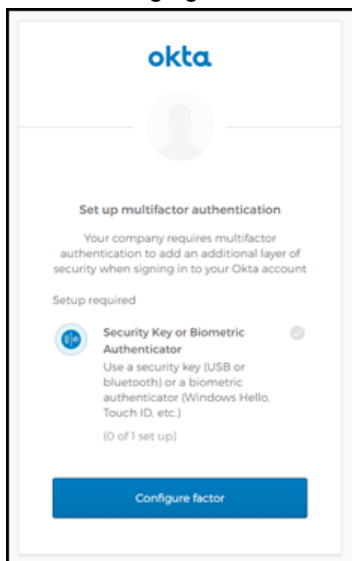 okta
Set up multifactor authentication
Your company requires multifactor
authentication to add an additional layer of
security when signing in to your Okta account
Setup required
Security Key or Biometric
Authenticator
Use a security key (USB or
bluetooth) or a biometric
authenticator (Windows Hello,
Touch ID, etc.)
(0 of 1 set up)
Configure factor